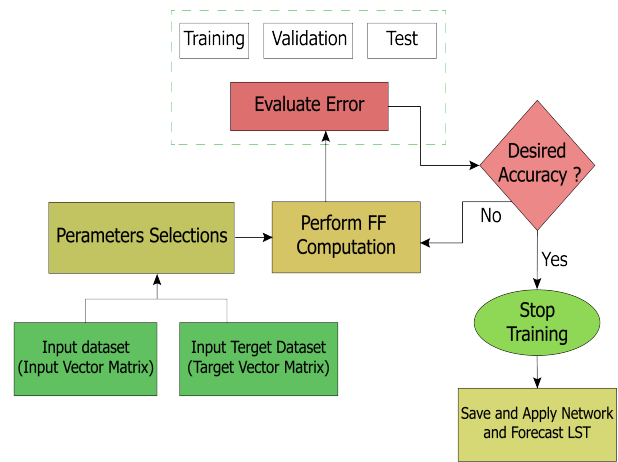 Training
Validation
Test
Evaluate Error
Desired
Accuracy ?
No
Yes
Perameters Selections
Perform FF
Computation
Input dataset
(Input Vector Matrix)
Input Terget Dataset
(Target Vector Matrix)
Stop
Training
Save and Apply Network
and Forecast LST